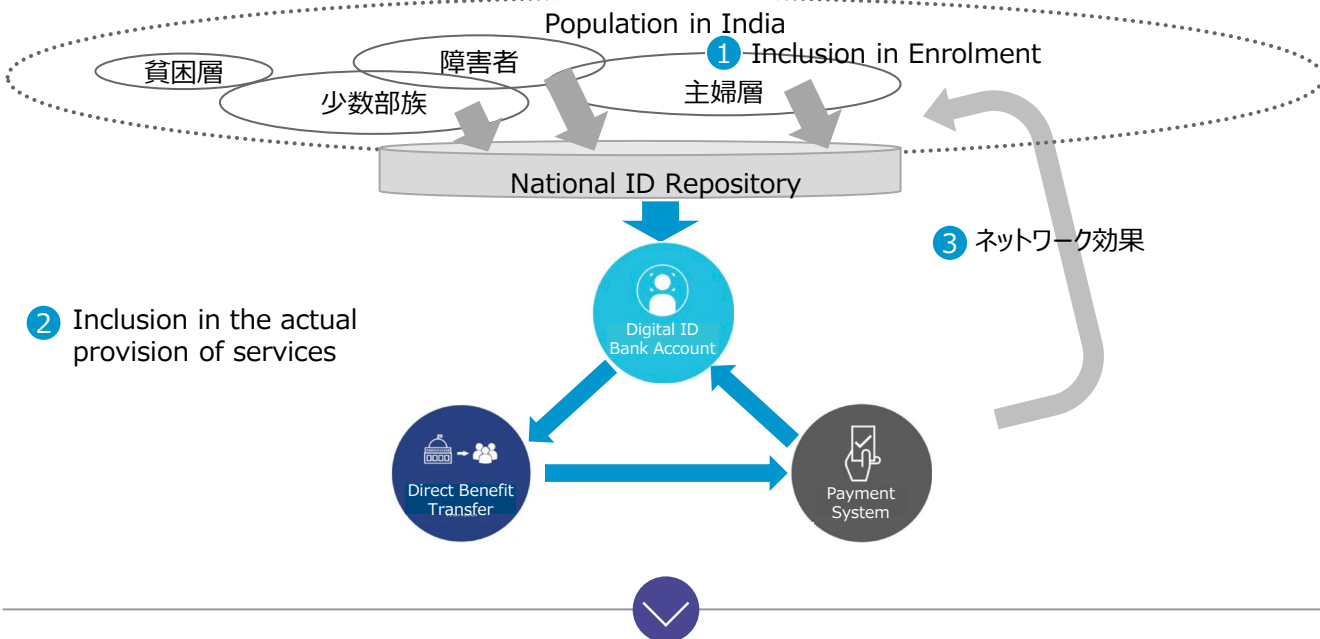 Population in India
1 Inclusion in Enrolment
貧困層
障害者
少数部族
主婦層
National ID Repository
3 ネットワーク効果
2 Inclusion in the actual
provision of services
Digital ID
Bank Account
Direct Benefit
Transfer
Payment
System